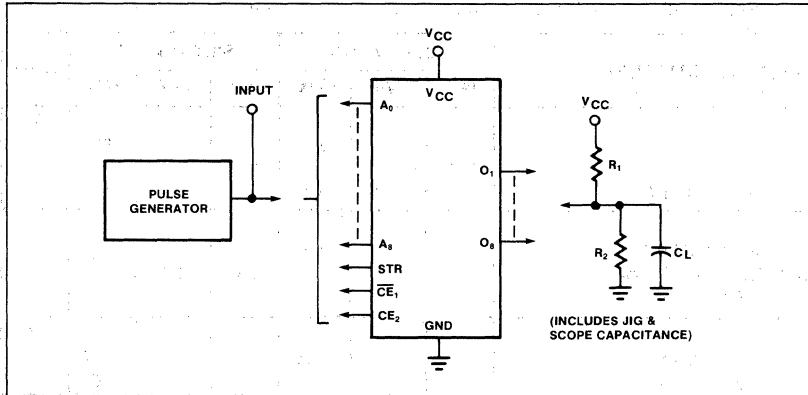 VCC
INPUT
VCC
A0
VCC
PULSE
GENERATOR
O1
R1
A8
O8
STR
R2
CL
CE1
CE2
GND
(INCLUDES JIG &
SCOPE CAPACITANCE)